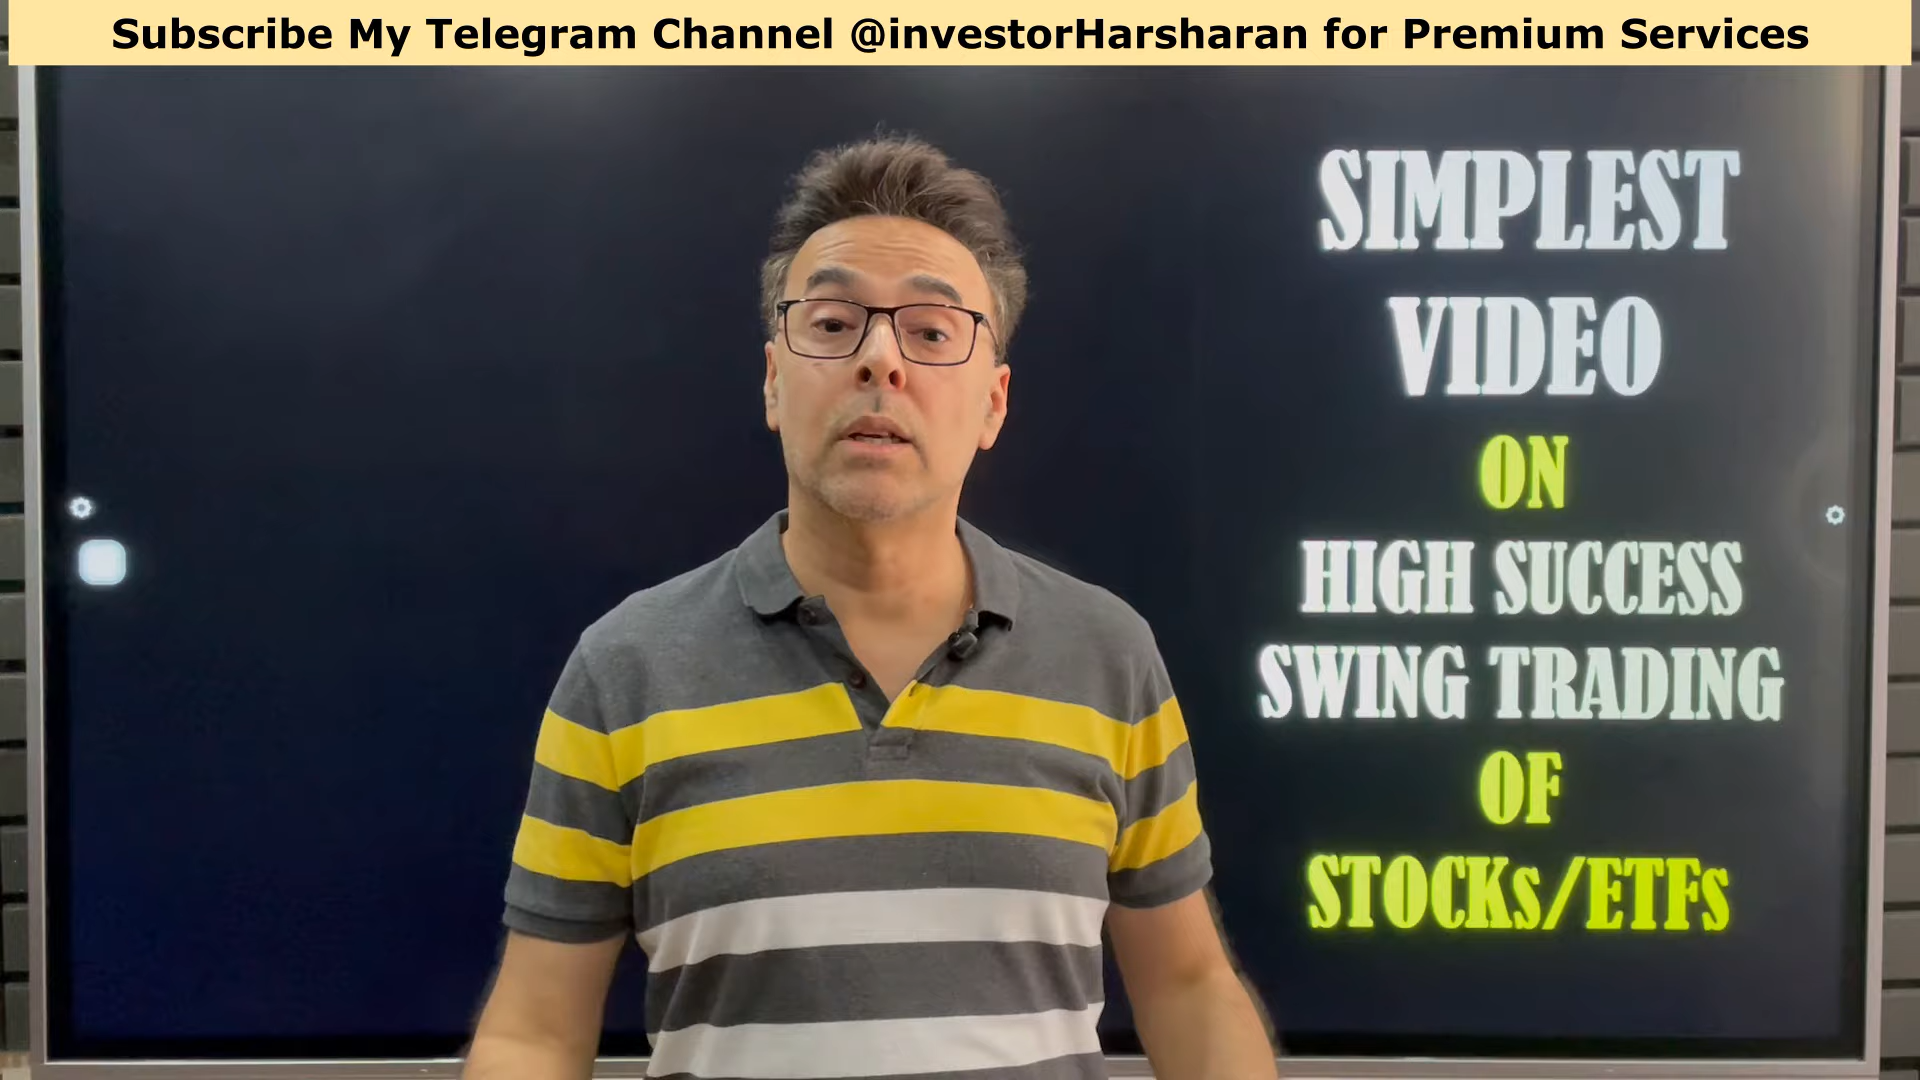 Subscribe My Telegram Channel @investorHarsharan for Premium Services
SIMPLEST
VIDEO
ON
HIGH SUCCESS
SWING TRADING
OF
STOCKs/ETFs